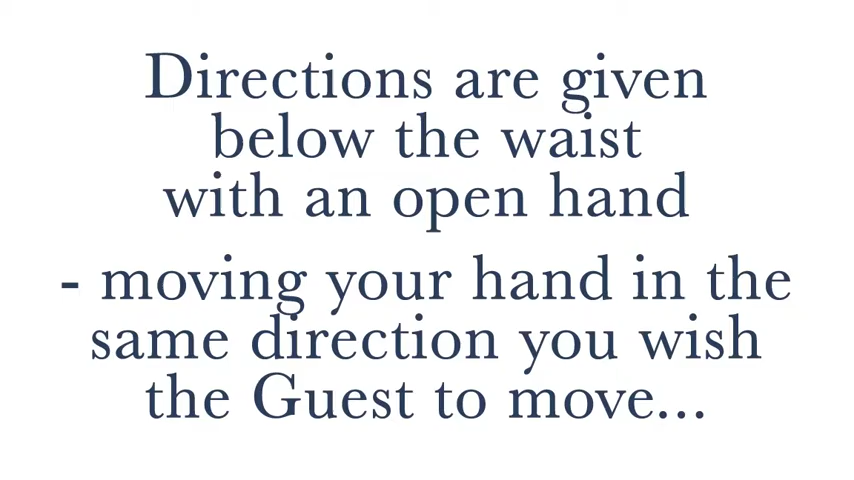 Directions are given
below the waist
with an open hand
- moving your hand in the
same direction you wish
the Guest to move...